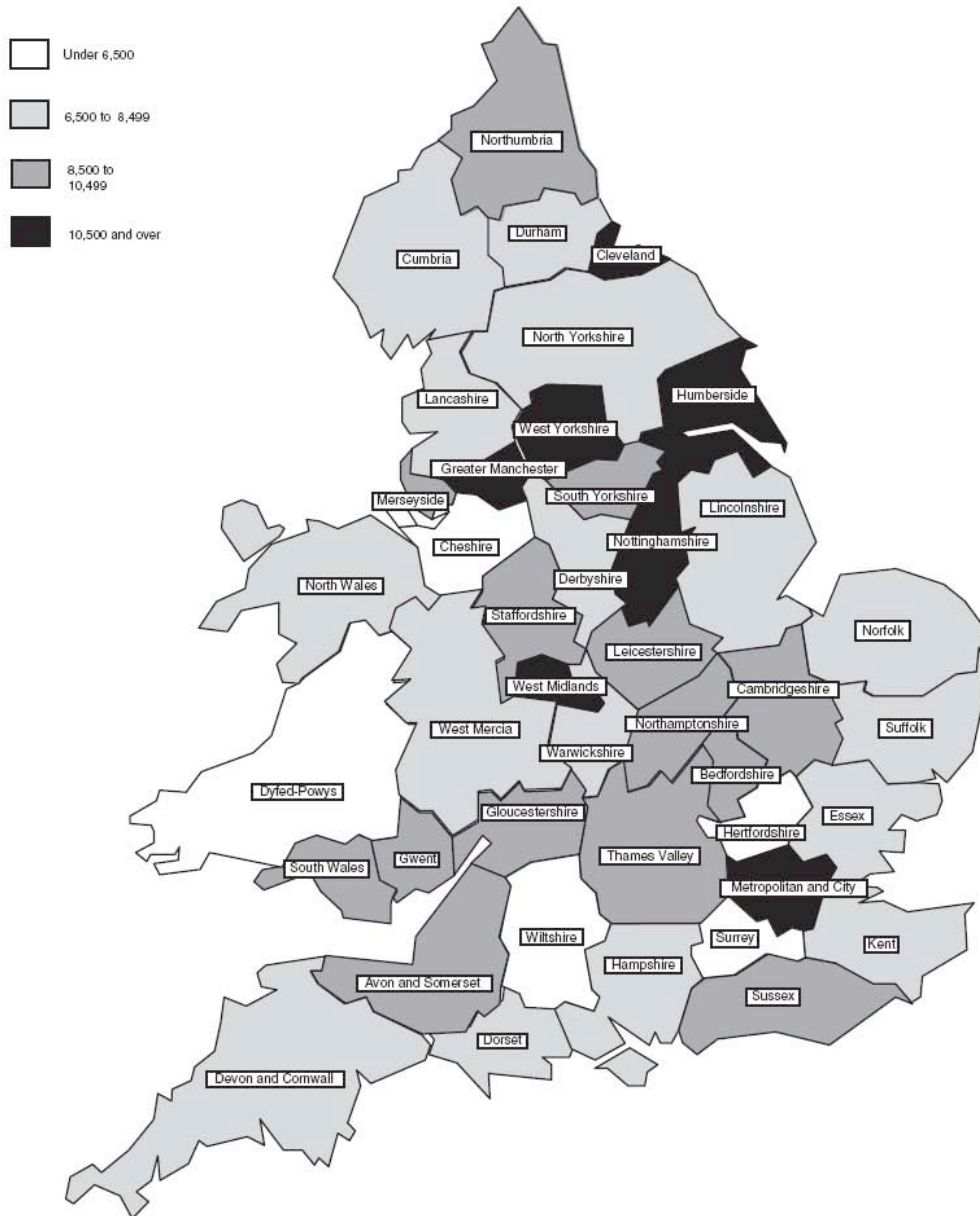 Under 6,500
6,500 to 8,499
8,500 to
10,499
10,500 and over
Northumbria
Durham
Cleveland
Cumbria
North Yorkshire
Humberside
Lancashire
West Yorkshire
Greater Manchester
South Yorkshire
Merseyside
Lincolnshire
Nottinghamshire
Cheshire
Derbyshire
North Wales
Staffordshire
Norfolk
Leicestershire
West Midlands
Cambridgeshire
Northamptonshire
Suffolk
West Mercia
Warwickshire
Bedfordshire
Dyfed-Powys
Gloucestershire
Essex
Hertfordshire
Thames Valley
Gwent
South Wales
Metropolitan and City
Wiltshire
Surrey
Kent
Hampshire
Avon and Somerset
Sussex
Dorset
Devon and Cornwall